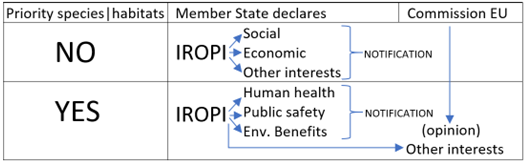 Priority species|habitats Member State declares Commission EU
NO IROPI Social
Economic
Other interests
NOTIFICATION
YES IROPI Human health
Public safety
Env. Benefits
NOTIFICATION
(opinion)
Other interests